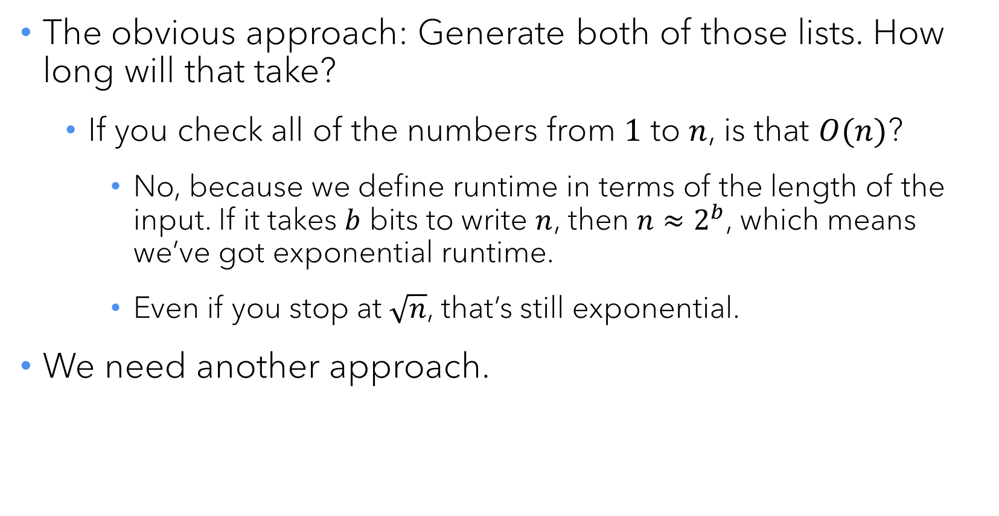 • The obvious approach: Generate both of those lists. How
long will that take?
• If you check all of the numbers from 1 to n, is that O(n)?
• No, because we define runtime in terms of the length of the
input. If it takes b bits to write n, then n ≈ 2ᵇ, which means
we’ve got exponential runtime.
• Even if you stop at √n, that’s still exponential.
• We need another approach.